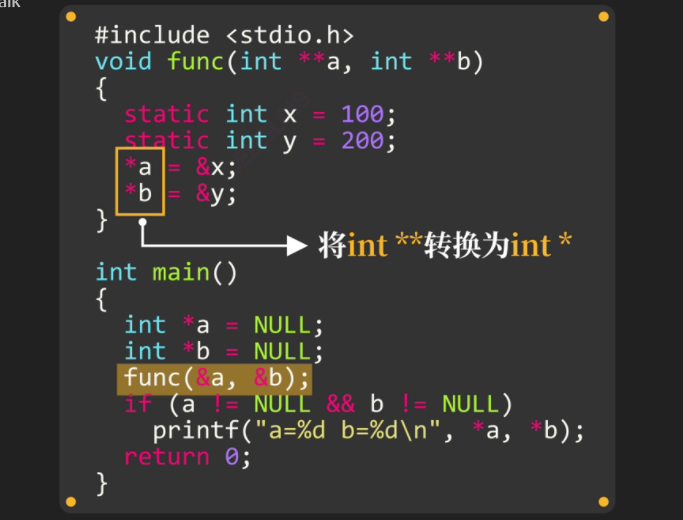 alk
#include <stdio.h>
void func(int **a, int **b)
{
  static int x = 100;
  static int y = 200;
  *a = &x;
  *b = &y;
}
将int **转换为int *
int main()
{
  int *a = NULL;
  int *b = NULL;
  func(&a, &b);
  if (a != NULL && b != NULL)
    printf("a=%d b=%d\n", *a, *b);
  return 0;
}